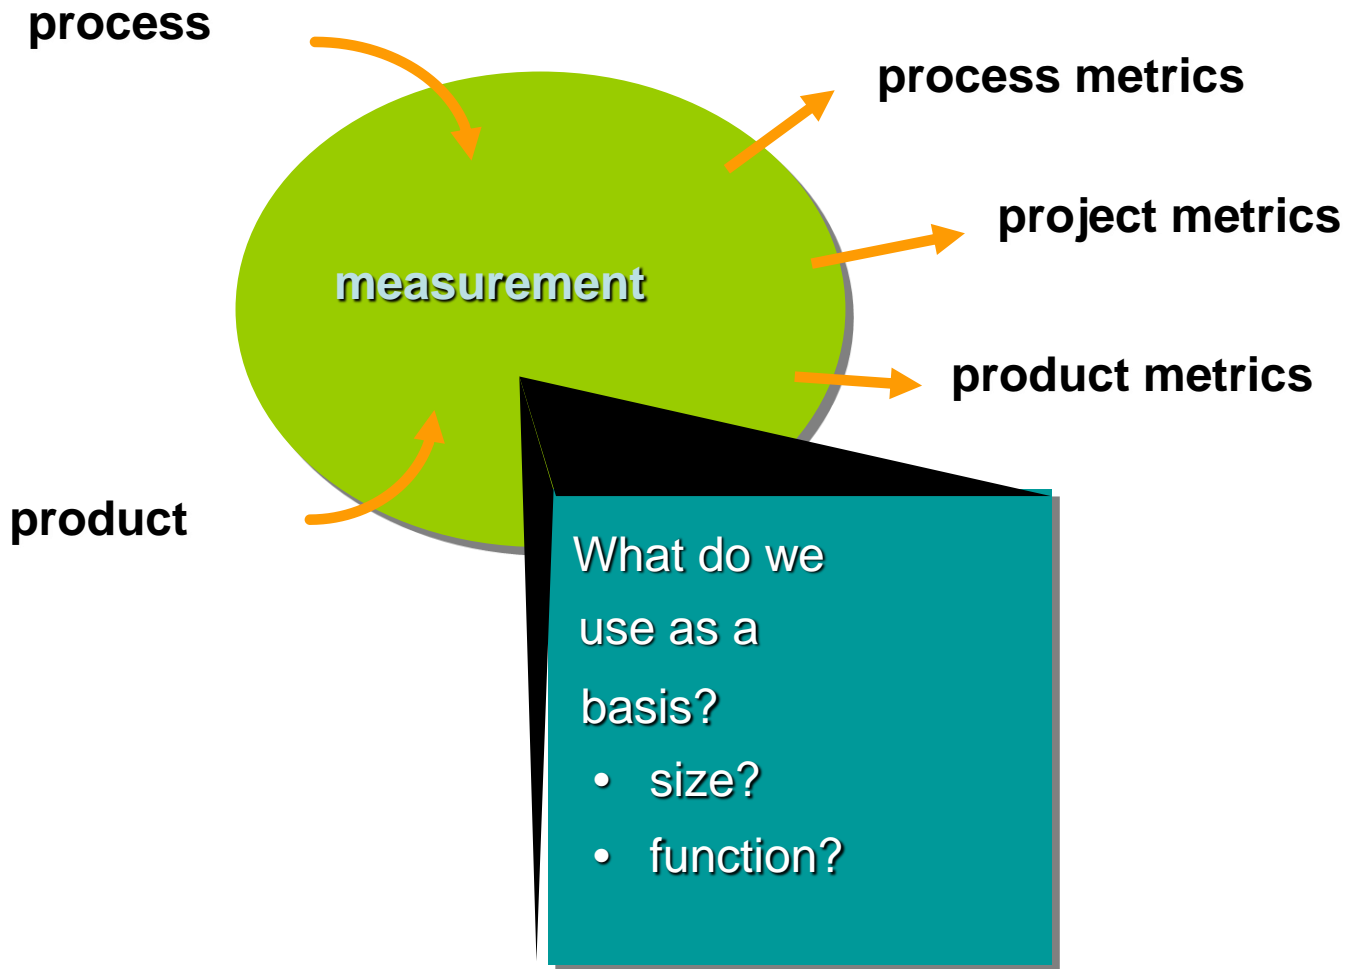 process
process metrics
project metrics
measurement
product metrics
product
What do we
use as a
basis?
• size?
• function?